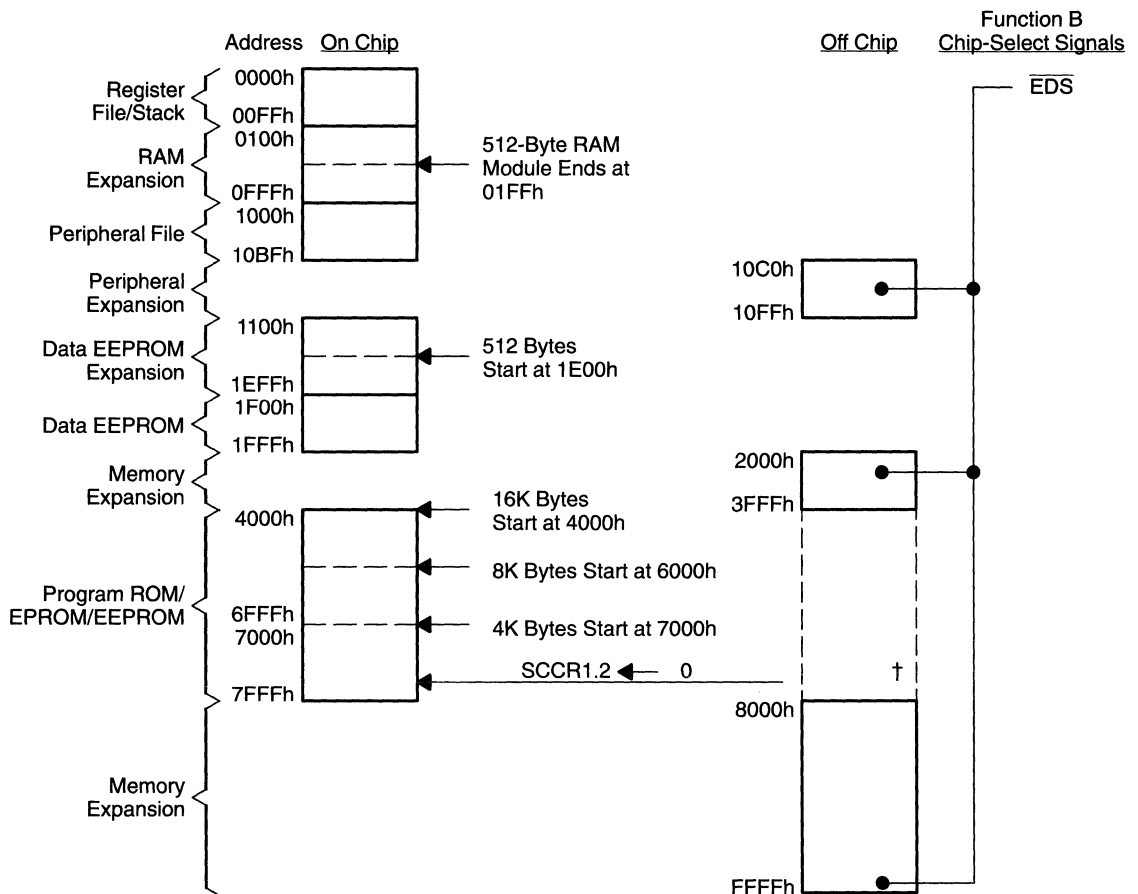 Function B
Address On Chip Off Chip Chip-Select Signals
EDS
Register
File/Stack
0000h
00FFh
RAM
Expansion
0100h
0FFFh
512-Byte RAM
Module Ends at
01FFh
Peripheral File
1000h
10BFh
Peripheral
Expansion
10C0h
10FFh
Data EEPROM
Expansion
1100h
1EFFh
512 Bytes
Start at 1E00h
Data EEPROM
1F00h
1FFFh
Memory
Expansion
2000h
3FFFh
Program ROM/
EPROM/EEPROM
4000h
6FFFh
7000h
7FFFh
16K Bytes
Start at 4000h
8K Bytes Start at 6000h
4K Bytes Start at 7000h
SCCR1.2 0
†
Memory
Expansion
8000h
FFFFh